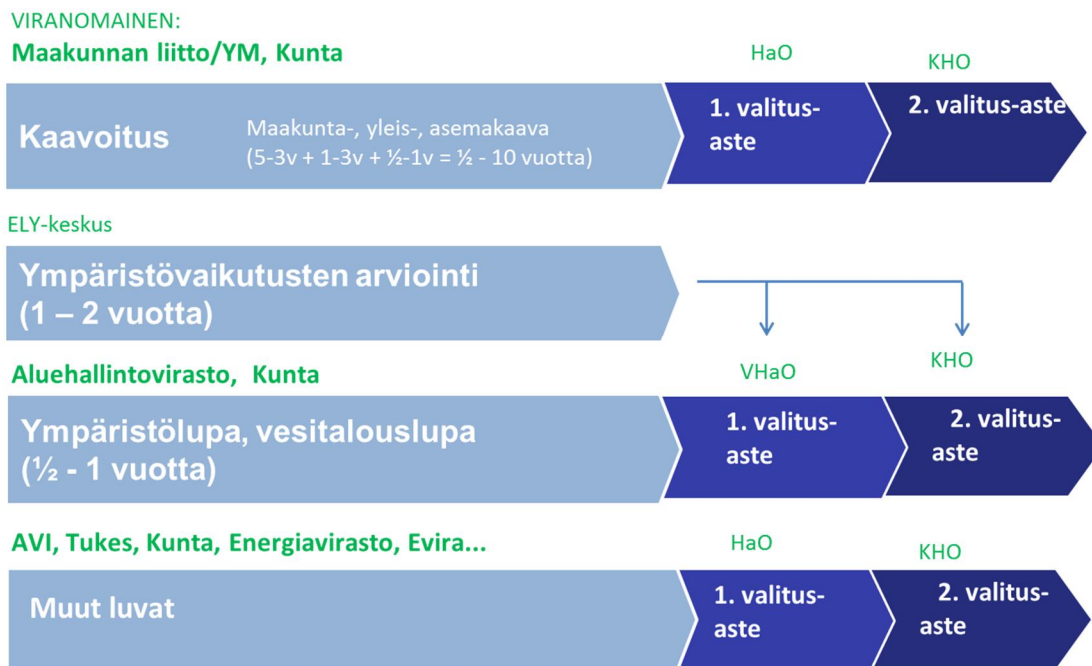 VIRANOMAINEN:
Maakunnan liitto/YM, Kunta
HaO
KHO
Kaavoitus
Maakunta-, yleis-, asemakaava
(5-3v + 1-3v + ½-1v = ½ - 10 vuotta)
1. valitus-
aste
2. valitus-aste
ELY-keskus
Ympäristövaikutusten arviointi
(1 – 2 vuotta)
Aluehallintovirasto, Kunta
VHaO
KHO
Ympäristölupa, vesitalouslupa
(½ - 1 vuotta)
1. valitus-
aste
2. valitus-
aste
AVI, Tukes, Kunta, Energiavirasto, Evira...
HaO
KHO
Muut luvat
1. valitus-
aste
2. valitus-
aste